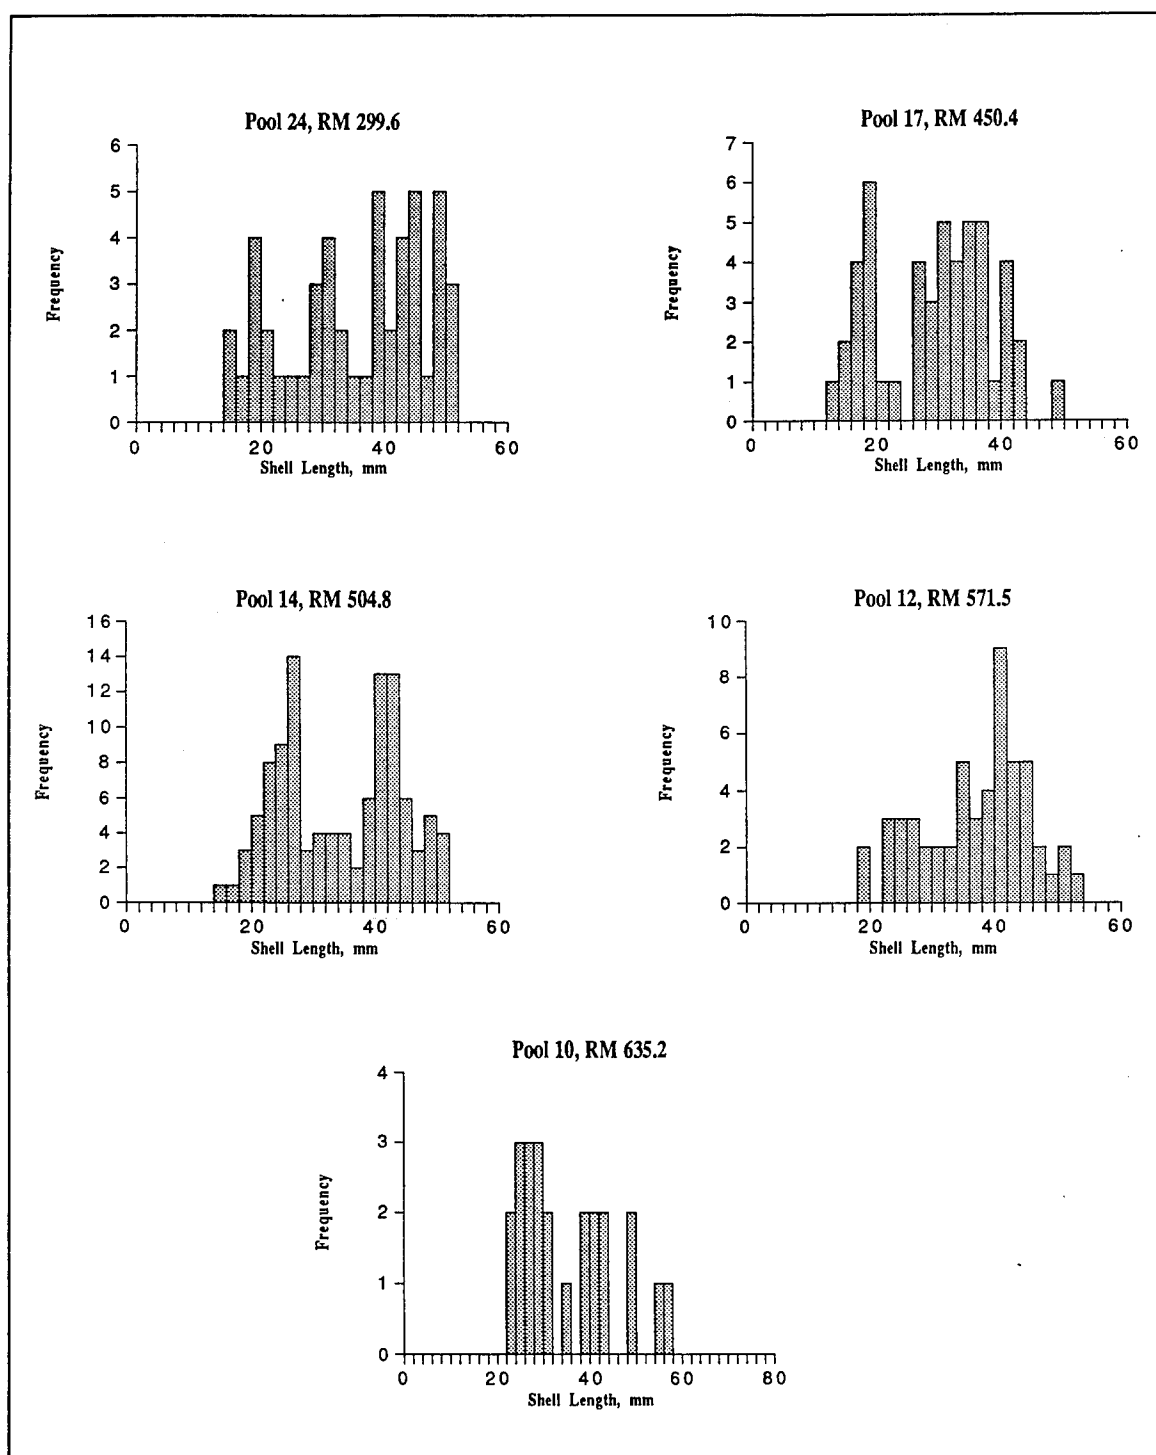 Pool 24, RM 299.6
6
5
4
3
2
1
0
Frequency
0 20 40 60
Shell Length, mm
Pool 17, RM 450.4
7
6
5
4
3
2
1
0
Frequency
0 20 40 60
Shell Length, mm
Pool 14, RM 504.8
16
14
12
10
8
6
4
2
0
Frequency
0 20 40 60
Shell Length, mm
Pool 12, RM 571.5
10
8
6
4
2
0
Frequency
0 20 40 60
Shell Length, mm
Pool 10, RM 635.2
4
3
2
1
0
Frequency
0 20 40 60 80
Shell Length, mm